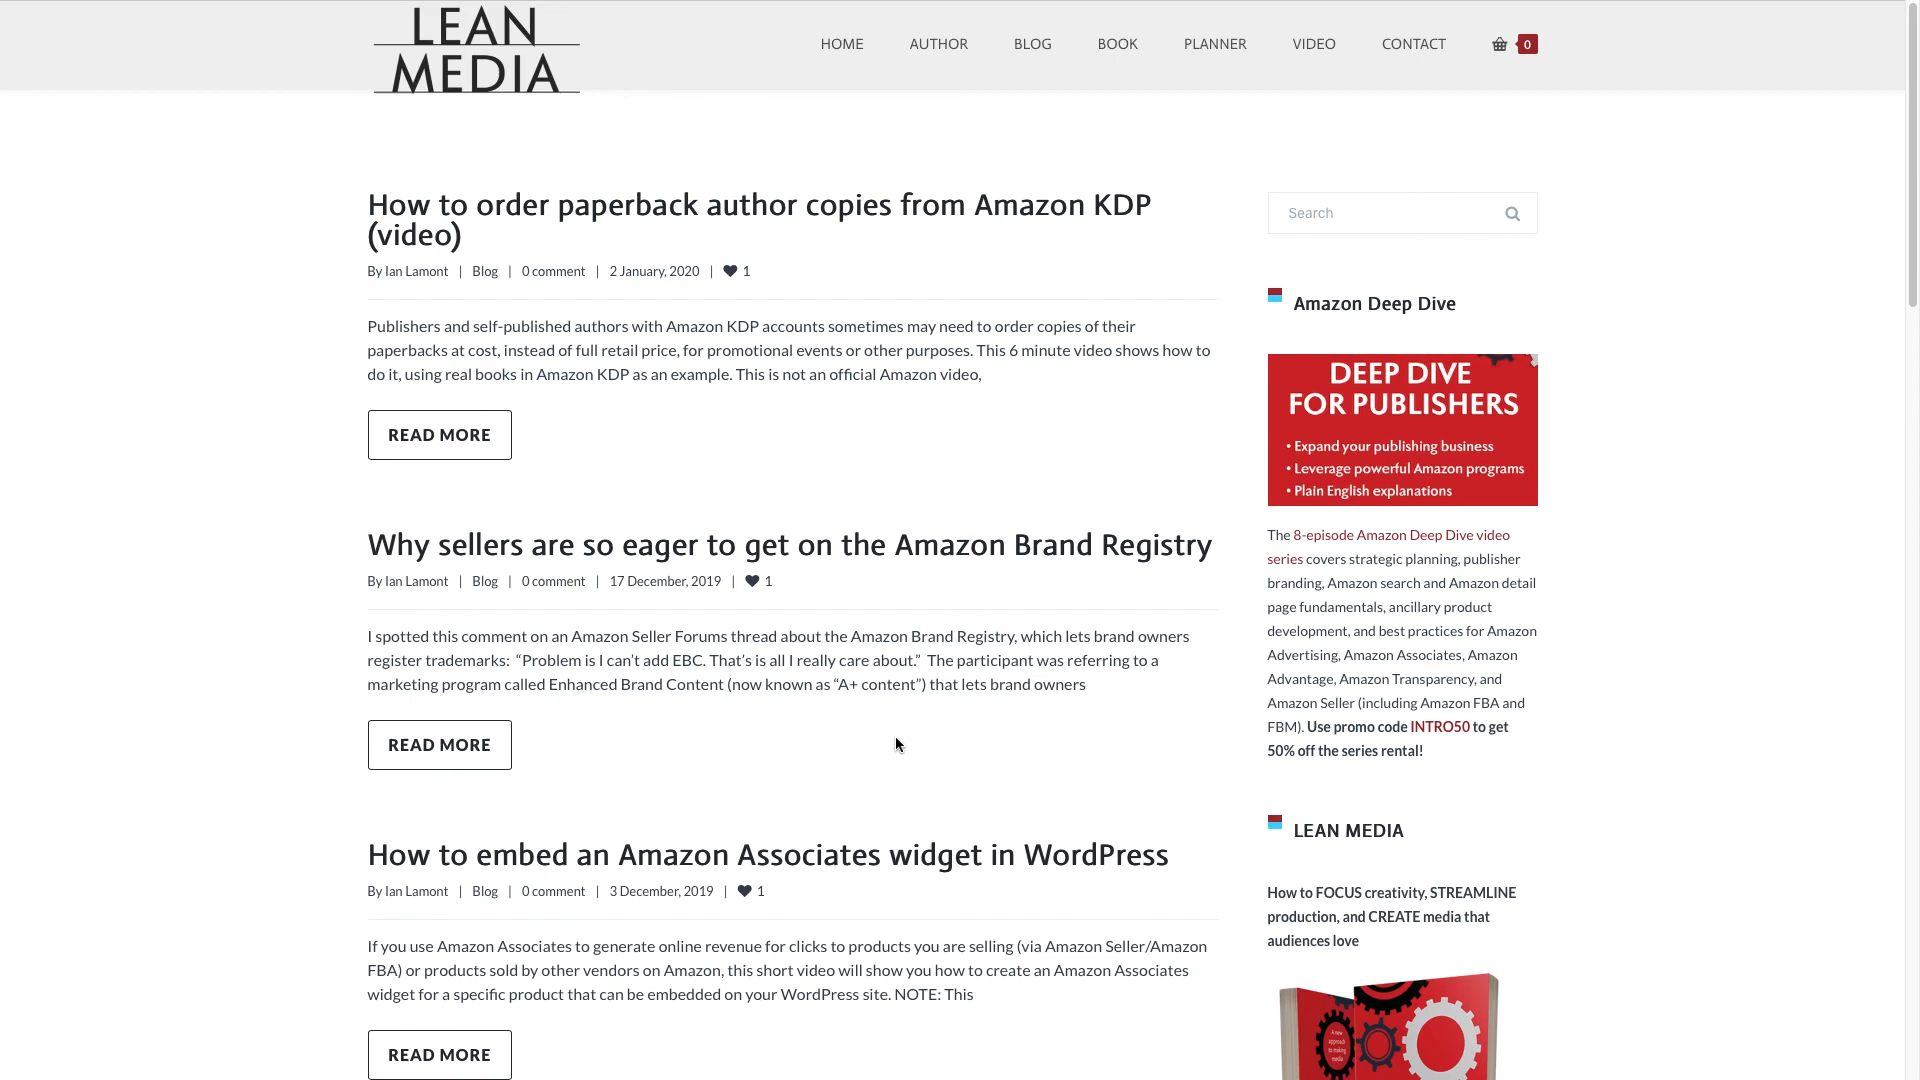 LEAN
MEDIA
HOME AUTHOR BLOG BOOK PLANNER VIDEO CONTACT 0
How to order paperback author copies from Amazon KDP
(video)
By Ian Lamont | Blog | 0 comment | 2 January, 2020 | 1
Publishers and self-published authors with Amazon KDP accounts sometimes may need to order copies of their
paperbacks at cost, instead of full retail price, for promotional events or other purposes. This 6 minute video shows how to
do it, using real books in Amazon KDP as an example. This is not an official Amazon video,
READ MORE
Why sellers are so eager to get on the Amazon Brand Registry
By Ian Lamont | Blog | 0 comment | 17 December, 2019 | 1
I spotted this comment on an Amazon Seller Forums thread about the Amazon Brand Registry, which lets brand owners
register trademarks:  “Problem is I can’t add EBC. That’s is all I really care about.”  The participant was referring to a
marketing program called Enhanced Brand Content (now known as “A+ content”) that lets brand owners
READ MORE
How to embed an Amazon Associates widget in WordPress
By Ian Lamont | Blog | 0 comment | 3 December, 2019 | 1
If you use Amazon Associates to generate online revenue for clicks to products you are selling (via Amazon Seller/Amazon
FBA) or products sold by other vendors on Amazon, this short video will show you how to create an Amazon Associates
widget for a specific product that can be embedded on your WordPress site. NOTE: This
READ MORE
Search
Amazon Deep Dive
DEEP DIVE
FOR PUBLISHERS
• Expand your publishing business
• Leverage powerful Amazon programs
• Plain English explanations
The 8-episode Amazon Deep Dive video
series covers strategic planning, publisher
branding, Amazon search and Amazon detail
page fundamentals, ancillary product
development, and best practices for Amazon
Advertising, Amazon Associates, Amazon
Advantage, Amazon Transparency, and
Amazon Seller (including Amazon FBA and
FBM). Use promo code INTRO50 to get
50% off the series rental!
LEAN MEDIA
How to FOCUS creativity, STREAMLINE
production, and CREATE media that
audiences love
A new
approach
to making
media